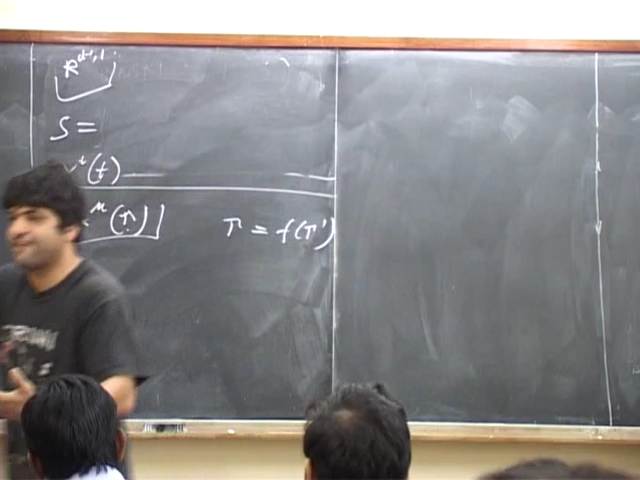 R^{d-1,1}
S =
x^i(t)
x^μ(τ)
τ = f(τ')